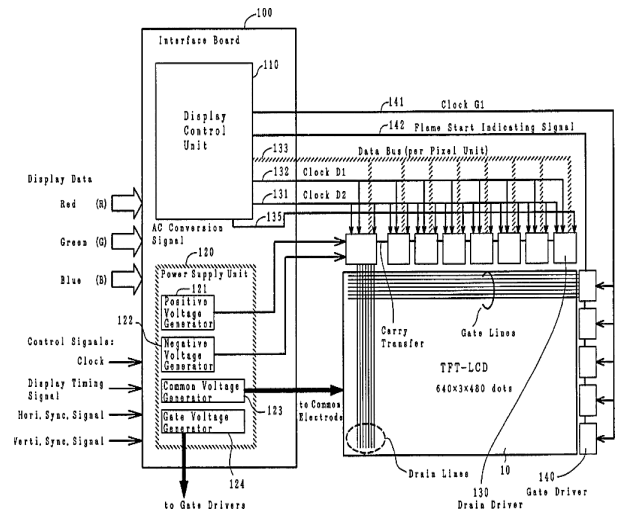 100
Interface Board
110
Display
Control
Unit
141
Clock G1
142
Flame Start Indicating Signal
133
Data Bus (per Pixel Unit)
132
Clock D1
131
Clock D2
135
AC Conversion
Signal
Display Data
Red (R)
Green (G)
Blue (B)
120
Power Supply Unit
121
Positive
Voltage
Generator
122
Negative
Voltage
Generator
Common Voltage
Generator
123
Gate Voltage
Generator
124
Control Signals:
Clock
Display Timing
Signal
Hori, Sync, Signal
Verti, Sync, Signal
to Gate Drivers
to Common
Electrode
Carry
Transfer
Gate Lines
TFT-LCD
640×3×480 dots
Drain Lines
10
130
Drain Driver
140
Gate Driver